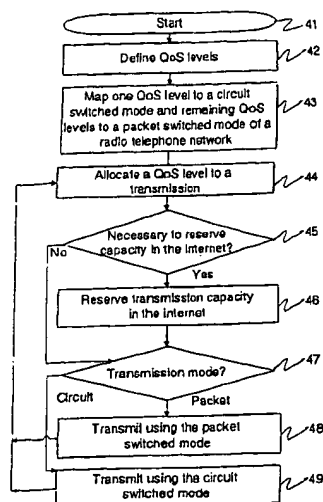 Start
41
42
Define QoS levels
Map one QoS level to a circuit
switched mode and remaining QoS
levels to a packet switched mode of a
radio telephone network
43
Allocate a QoS level to a
transmission
44
Necessary to reserve
capacity in the internet?
45
No
Yes
Reserve transmission capacity
in the internet
46
Transmission mode?
47
Circuit
Packet
Transmit using the packet
switched mode
48
Transmit using the circuit
switched mode
49